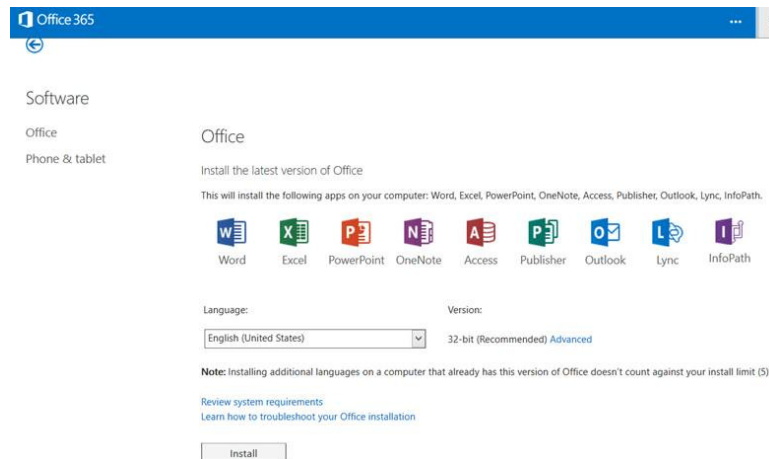 Office 365
...
Software
Office
Phone & tablet
Office
Install the latest version of Office
This will install the following apps on your computer: Word, Excel, PowerPoint, OneNote, Access, Publisher, Outlook, Lync, InfoPath.
Word Excel PowerPoint OneNote Access Publisher Outlook Lync InfoPath
Language: Version:
English (United States) 32-bit (Recommended) Advanced
Note: Installing additional languages on a computer that already has this version of Office doesn't count against your install limit (5)
Review system requirements
Learn how to troubleshoot your Office installation
Install